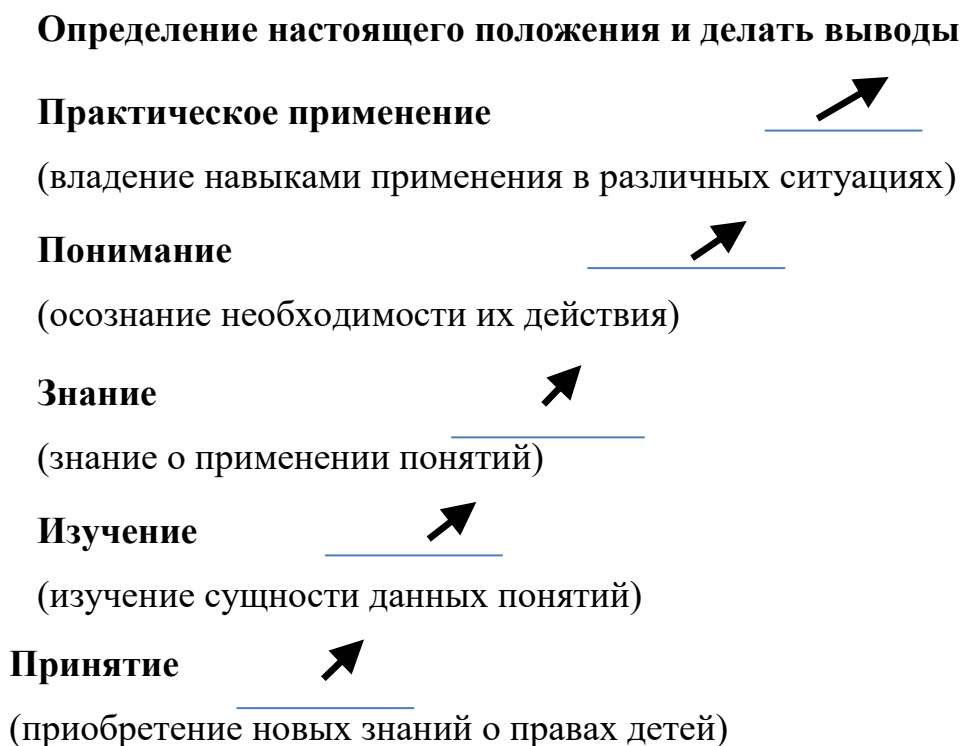 Определение настоящего положения и делать выводы
Практическое применение
(владение навыками применения в различных ситуациях)
Понимание
(осознание необходимости их действия)
Знание
(знание о применении понятий)
Изучение
(изучение сущности данных понятий)
Принятие
(приобретение новых знаний о правах детей)